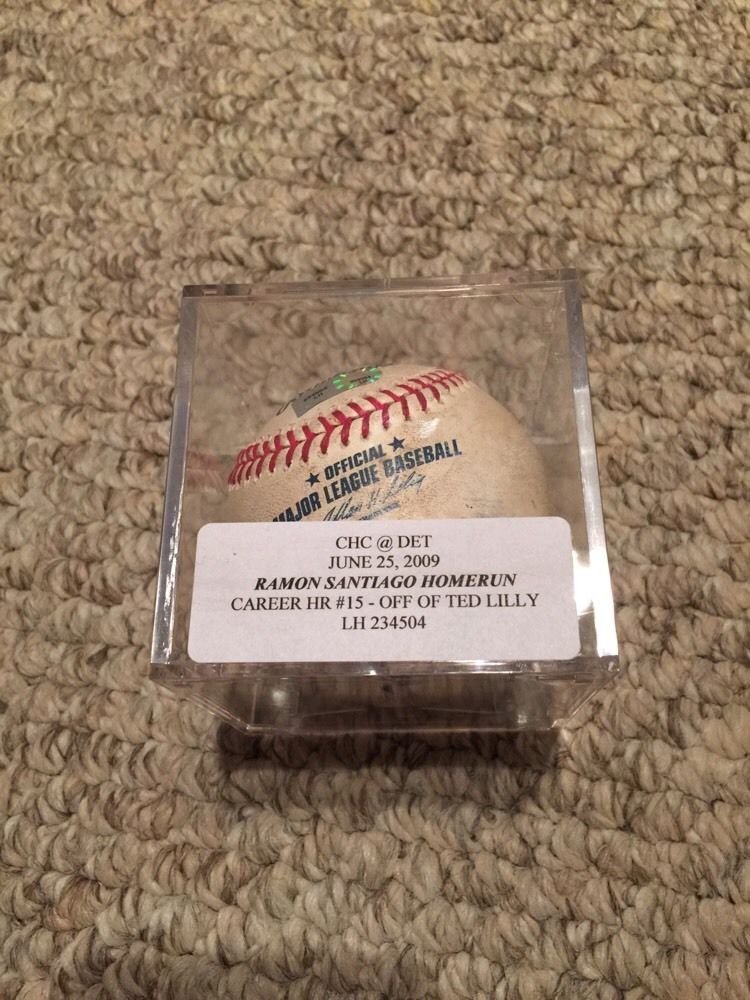 ★ OFFICIAL ★
MAJOR LEAGUE BASEBALL
CHC @ DET
JUNE 25, 2009
RAMON SANTIAGO HOMERUN
CAREER HR #15 - OFF OF TED LILLY
LH 234504